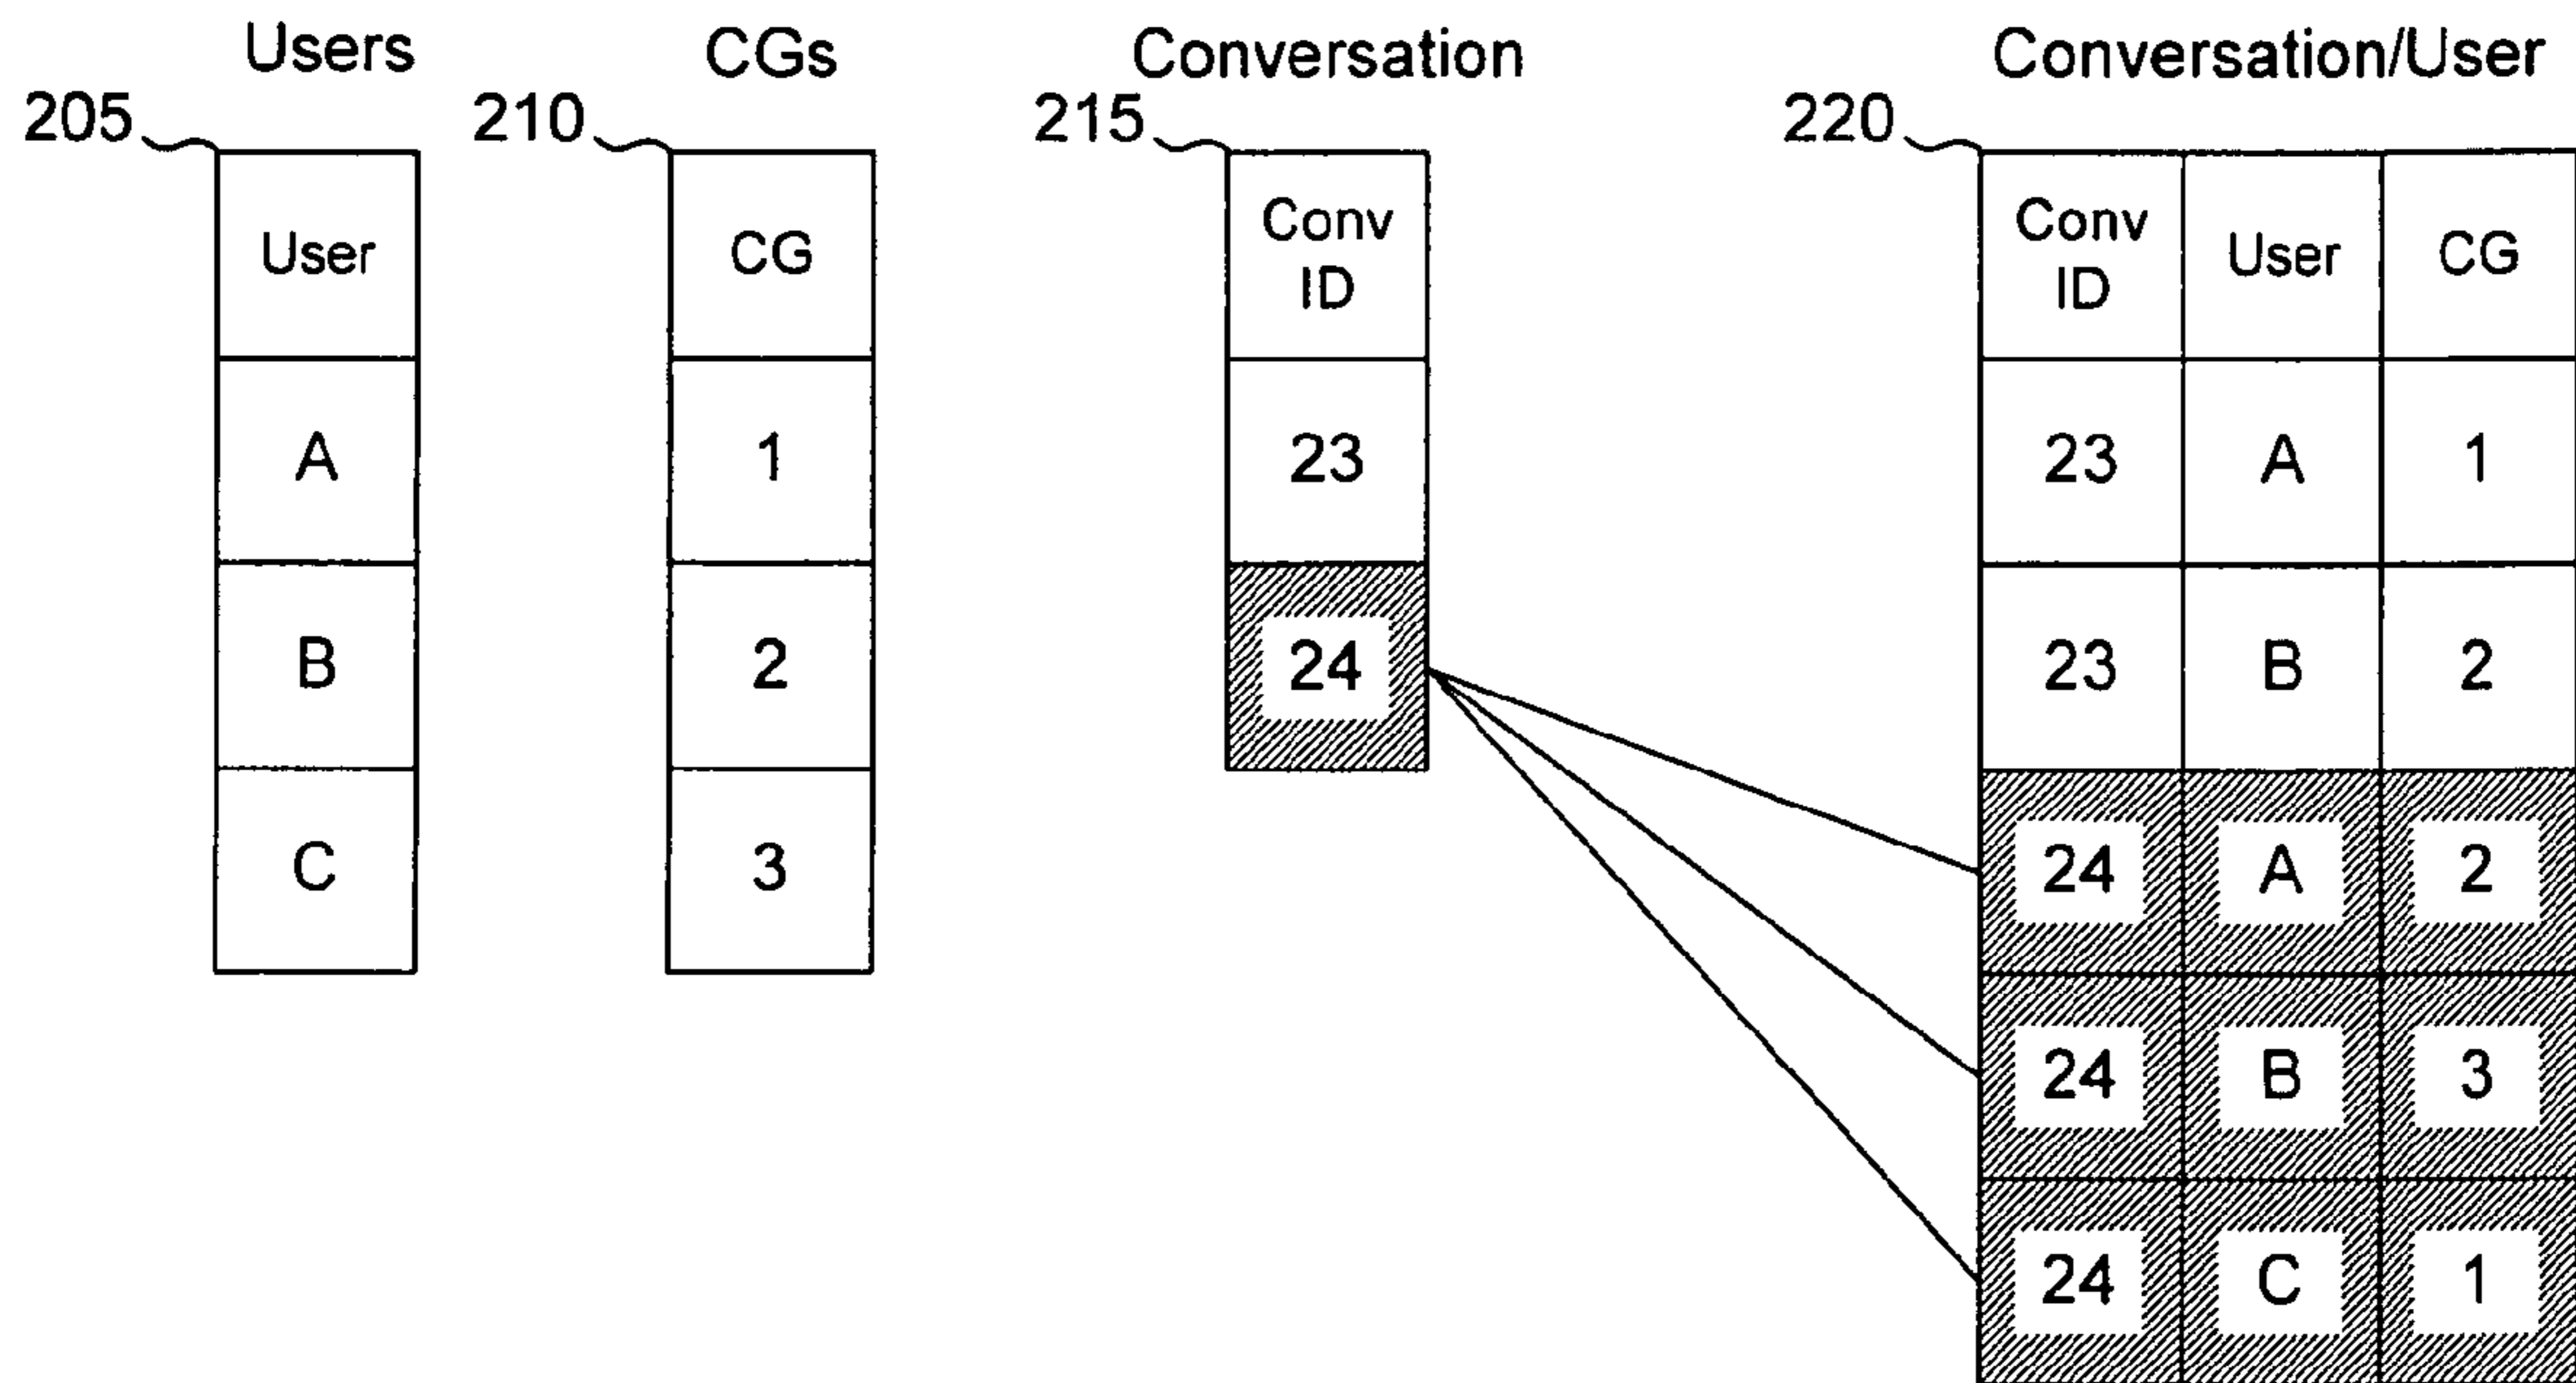 Users
CGs
Conversation
Conversation/User
205
210
215
220
User
A
B
C
CG
1
2
3
Conv
ID
23
24
Conv
ID
User
CG
23
A
1
23
B
2
24
A
2
24
B
3
24
C
1